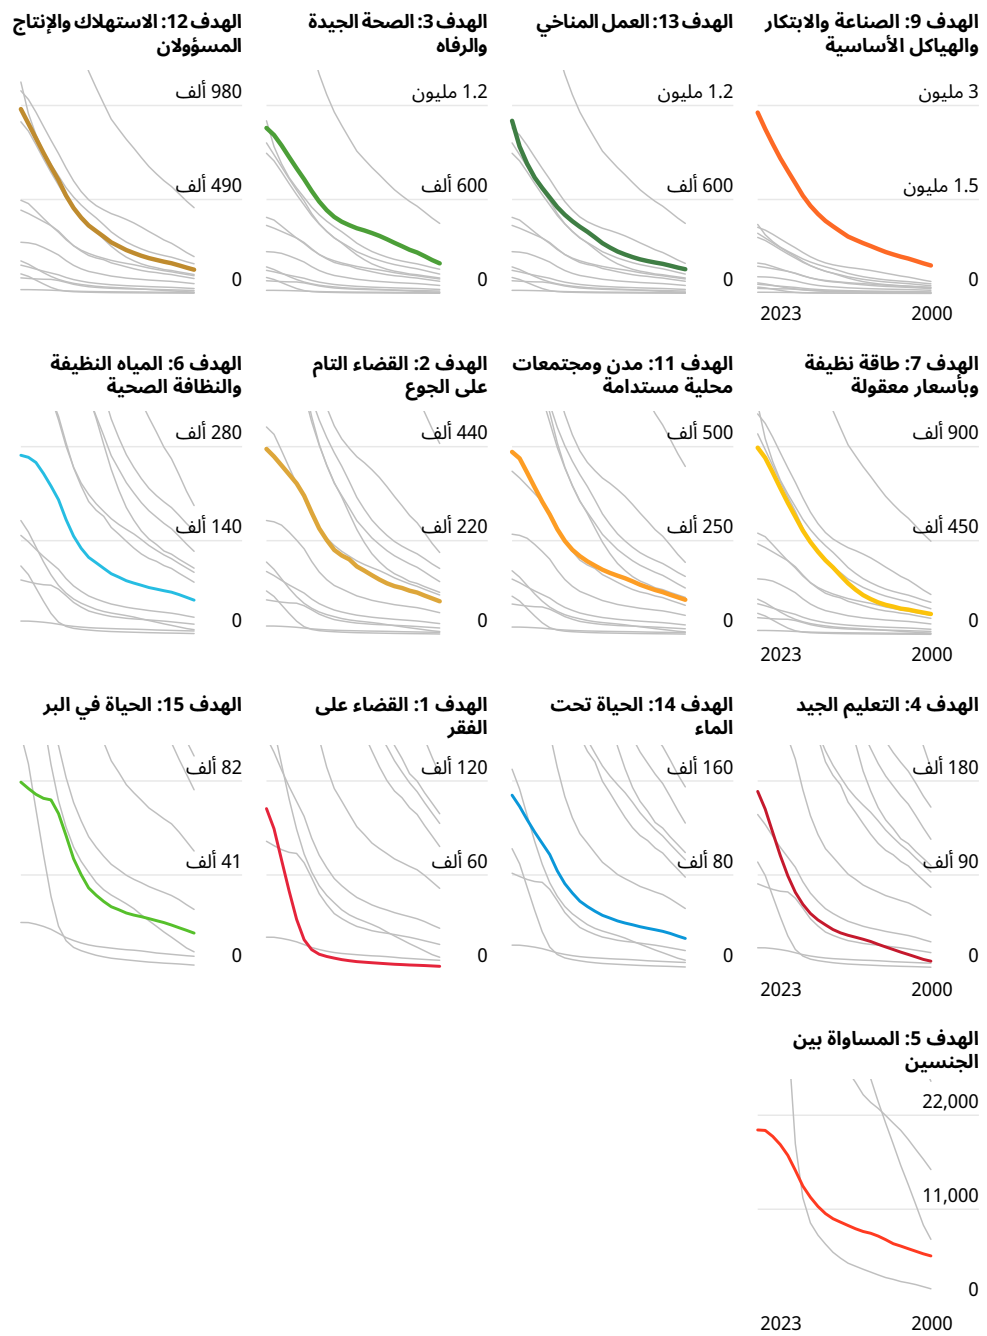 الهدف 9: الصناعة والابتكار
والهياكل الأساسية
3 مليون
1.5 مليون
0
2000
2023
الهدف 13: العمل المناخي
1.2 مليون
600 ألف
0
الهدف 3: الصحة الجيدة
والرفاه
1.2 مليون
600 ألف
0
الهدف 12: الاستهلاك والإنتاج
المسؤولان
980 ألف
490 ألف
0
الهدف 7: طاقة نظيفة
وبأسعار معقولة
900 ألف
450 ألف
0
2000
2023
الهدف 11: مدن ومجتمعات
محلية مستدامة
500 ألف
250 ألف
0
الهدف 2: القضاء التام
على الجوع
440 ألف
220 ألف
0
الهدف 6: المياه النظيفة
والنظافة الصحية
280 ألف
140 ألف
0
الهدف 4: التعليم الجيد
180 ألف
90 ألف
0
2000
2023
الهدف 14: الحياة تحت
الماء
160 ألف
80 ألف
0
الهدف 1: القضاء على
الفقر
120 ألف
60 ألف
0
الهدف 15: الحياة في البر
82 ألف
41 ألف
0
الهدف 5: المساواة بين
الجنسين
22,000
11,000
0
2000
2023